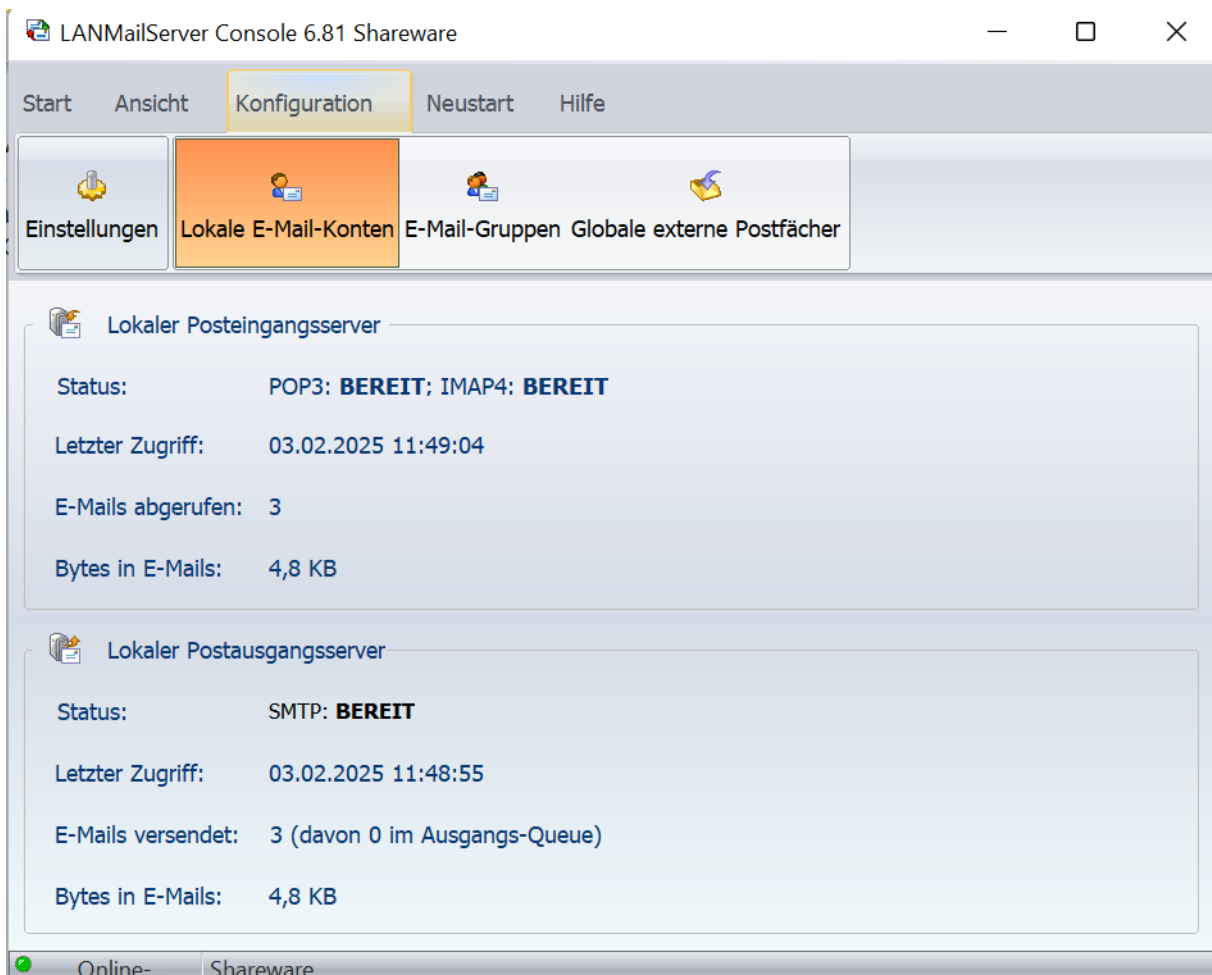 LANMailServer Console 6.81 Shareware
Start Ansicht Konfiguration Neustart Hilfe
Einstellungen Lokale E-Mail-Konten E-Mail-Gruppen Globale externe Postfächer
Lokaler Posteingangsserver
Status: POP3: BEREIT; IMAP4: BEREIT
Letzter Zugriff: 03.02.2025 11:49:04
E-Mails abgerufen: 3
Bytes in E-Mails: 4,8 KB
Lokaler Postausgangsserver
Status: SMTP: BEREIT
Letzter Zugriff: 03.02.2025 11:48:55
E-Mails versendet: 3 (davon 0 im Ausgangs-Queue)
Bytes in E-Mails: 4,8 KB
Online- Shareware